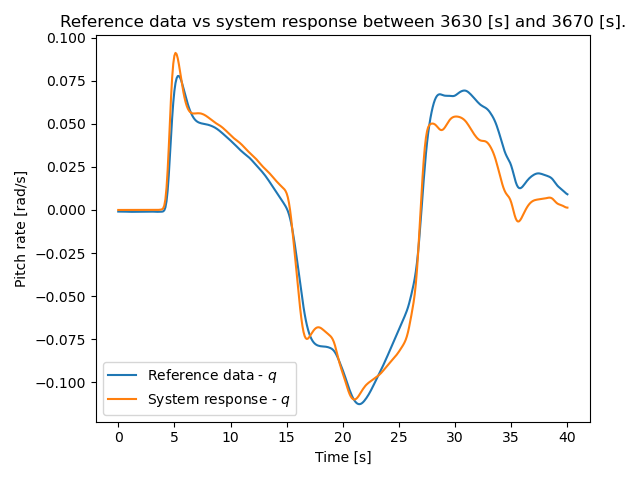 Reference data vs system response between 3630 [s] and 3670 [s].
0.100
0.075
0.050
0.025
0.000
−0.025
−0.050
−0.075
−0.100
Pitch rate [rad/s]
Reference data - q
System response - q
0 5 10 15 20 25 30 35 40
Time [s]